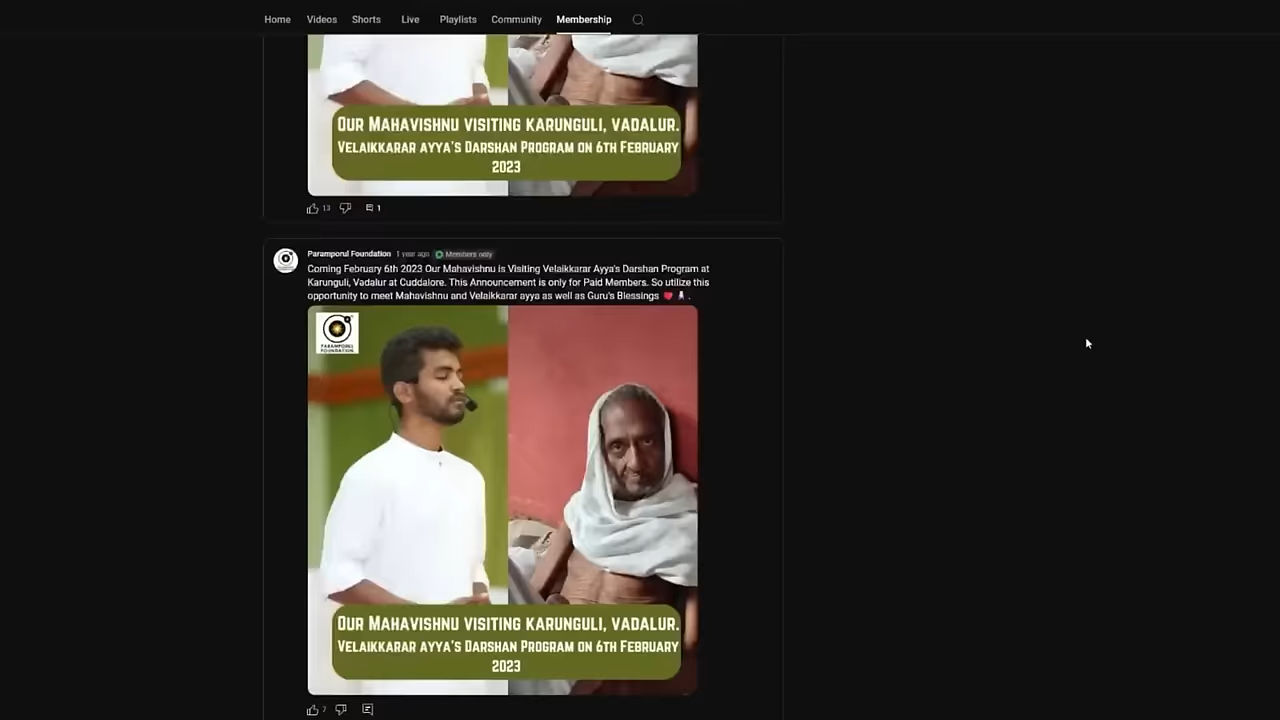 Home Videos Shorts Live Playlists Community Membership
OUR MAHAVISHNU VISITING KARUNGULI, VADALUR.
VELAIKKARAR AYYA'S DARSHAN PROGRAM ON 6TH FEBRUARY
2023
13 1
Paramporul Foundation 1 year ago Members only
Coming February 6th 2023 Our Mahavishnu is Visiting Velaikkarar Ayya's Darshan Program at
Karunguli, Vadalur at Cuddalore. This Announcement is only for Paid Members. So utilize this
opportunity to meet Mahavishnu and Velaikkarar ayya as well as Guru's Blessings ❤️ .
PARAMPORUL
FOUNDATION
OUR MAHAVISHNU VISITING KARUNGULI, VADALUR.
VELAIKKARAR AYYA'S DARSHAN PROGRAM ON 6TH FEBRUARY
2023
7